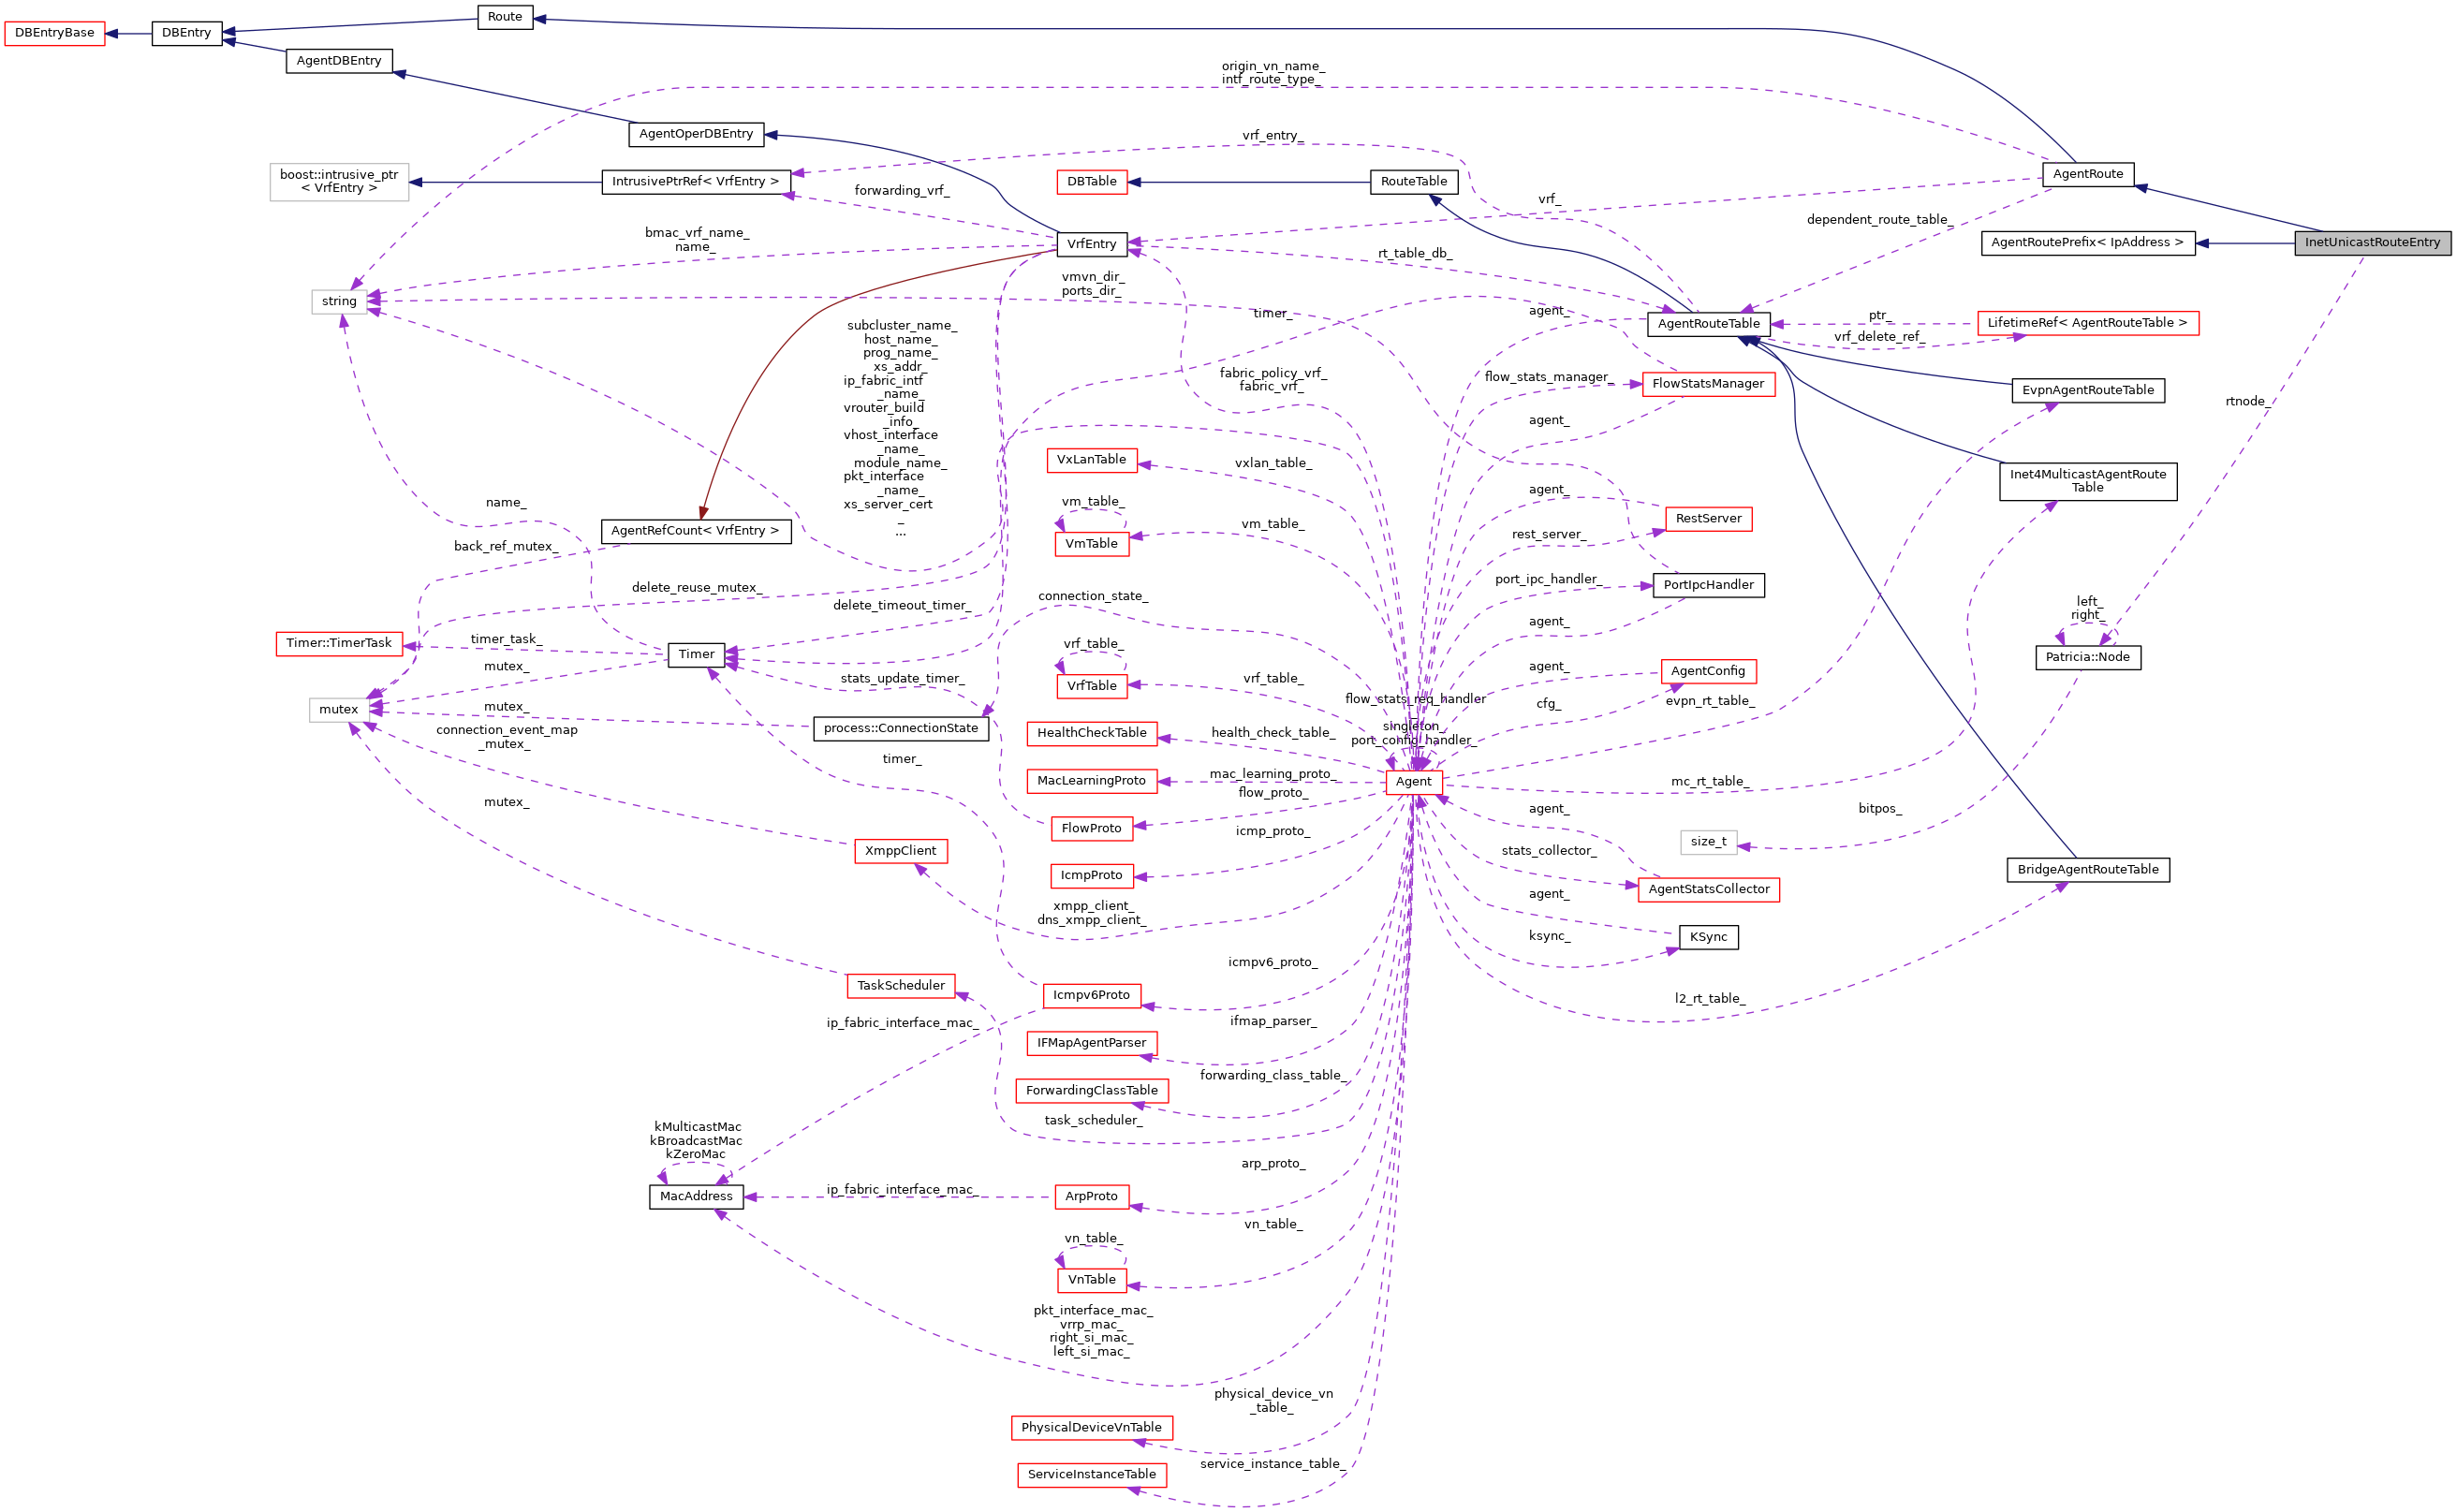 Route
DBEntryBase
DBEntry
AgentDBEntry
origin_vn_name_
intf_route_type_
AgentOperDBEntry
vrf_entry_
boost::intrusive_ptr
< VrfEntry >
IntrusivePtrRef< VrfEntry >
forwarding_vrf_
DBTable
RouteTable
AgentRoute
vrf_
dependent_route_table_
bmac_vrf_name_
name_
VrfEntry
rt_table_db_
AgentRoutePrefix< IpAddress >
InetUnicastRouteEntry
string
vmvn_dir_
ports_dir_
timer_
agent_
AgentRouteTable
ptr_
vrf_delete_ref_
LifetimeRef< AgentRouteTable >
subcluster_name_
host_name_
prog_name_
xs_addr_
ip_fabric_intf
_name_
vrouter_build
_info_
vhost_interface
_name_
module_name_
pkt_interface
_name_
xs_server_cert
_
...
fabric_policy_vrf_
fabric_vrf_
flow_stats_manager_
FlowStatsManager
EvpnAgentRouteTable
rtnode_
agent_
VxLanTable
vxlan_table_
Inet4MulticastAgentRoute
Table
name_
AgentRefCount< VrfEntry >
vm_table_
VmTable
vm_table_
agent_
RestServer
rest_server_
back_ref_mutex_
delete_reuse_mutex_
delete_timeout_timer_
connection_state_
port_ipc_handler_
PortIpcHandler
agent_
left_
right_
Timer::TimerTask
timer_task_
Timer
mutex_
stats_update_timer_
vrf_table_
VrfTable
vrf_table_
agent_
AgentConfig
cfg_
Patricia::Node
evpn_rt_table_
mutex
mutex_
process::ConnectionState
connection_event_map
_mutex_
timer_
HealthCheckTable
health_check_table_
flow_stats_req_handler
_
singleton_
port_config_handler_
MacLearningProto
mac_learning_proto_
Agent
mc_rt_table_
mutex_
flow_proto_
FlowProto
icmp_proto_
agent_
bitpos_
size_t
XmppClient
IcmpProto
stats_collector_
AgentStatsCollector
BridgeAgentRouteTable
xmpp_client_
dns_xmpp_client_
agent_
ksync_
KSync
TaskScheduler
Icmpv6Proto
icmpv6_proto_
l2_rt_table_
ip_fabric_interface_mac_
IFMapAgentParser
ifmap_parser_
ForwardingClassTable
forwarding_class_table_
task_scheduler_
kMulticastMac
kBroadcastMac
kZeroMac
MacAddress
ip_fabric_interface_mac_
ArpProto
arp_proto_
vn_table_
VnTable
vn_table_
pkt_interface_mac_
vrrp_mac_
right_si_mac_
left_si_mac_
physical_device_vn
_table_
PhysicalDeviceVnTable
service_instance_table_
ServiceInstanceTable